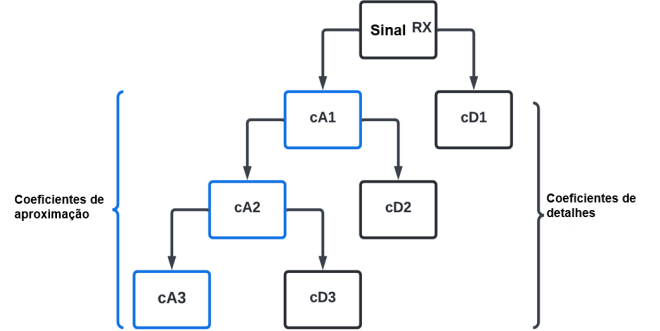 Sinal RX
cA1
cD1
cA2
cD2
Coeficientes de
aproximação
Coeficientes de
detalhes
cA3
cD3